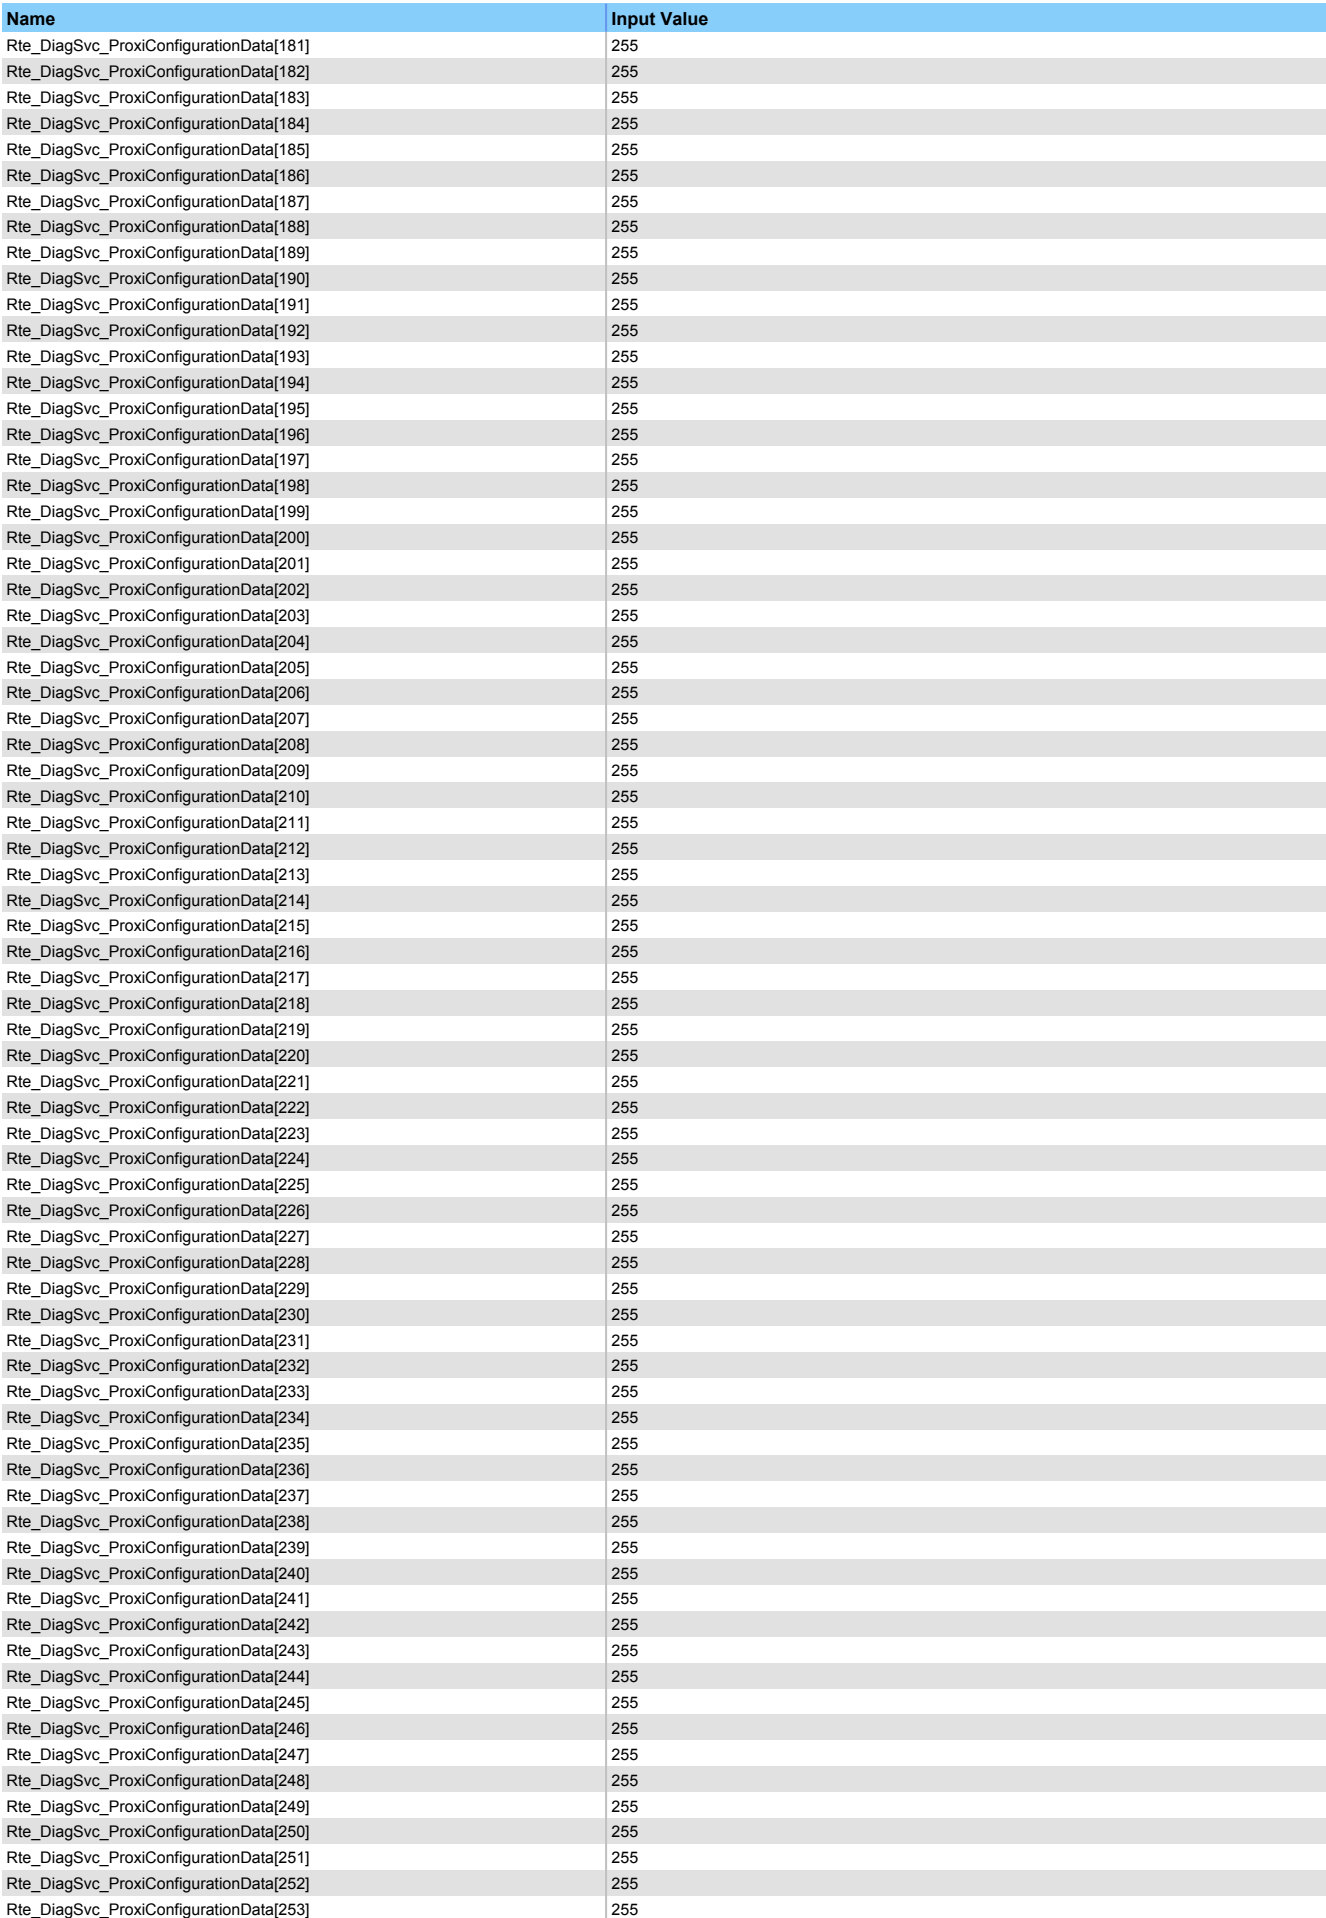 Name Input Value
Rte_DiagSvc_ProxiConfigurationData[181] 255
Rte_DiagSvc_ProxiConfigurationData[182] 255
Rte_DiagSvc_ProxiConfigurationData[183] 255
Rte_DiagSvc_ProxiConfigurationData[184] 255
Rte_DiagSvc_ProxiConfigurationData[185] 255
Rte_DiagSvc_ProxiConfigurationData[186] 255
Rte_DiagSvc_ProxiConfigurationData[187] 255
Rte_DiagSvc_ProxiConfigurationData[188] 255
Rte_DiagSvc_ProxiConfigurationData[189] 255
Rte_DiagSvc_ProxiConfigurationData[190] 255
Rte_DiagSvc_ProxiConfigurationData[191] 255
Rte_DiagSvc_ProxiConfigurationData[192] 255
Rte_DiagSvc_ProxiConfigurationData[193] 255
Rte_DiagSvc_ProxiConfigurationData[194] 255
Rte_DiagSvc_ProxiConfigurationData[195] 255
Rte_DiagSvc_ProxiConfigurationData[196] 255
Rte_DiagSvc_ProxiConfigurationData[197] 255
Rte_DiagSvc_ProxiConfigurationData[198] 255
Rte_DiagSvc_ProxiConfigurationData[199] 255
Rte_DiagSvc_ProxiConfigurationData[200] 255
Rte_DiagSvc_ProxiConfigurationData[201] 255
Rte_DiagSvc_ProxiConfigurationData[202] 255
Rte_DiagSvc_ProxiConfigurationData[203] 255
Rte_DiagSvc_ProxiConfigurationData[204] 255
Rte_DiagSvc_ProxiConfigurationData[205] 255
Rte_DiagSvc_ProxiConfigurationData[206] 255
Rte_DiagSvc_ProxiConfigurationData[207] 255
Rte_DiagSvc_ProxiConfigurationData[208] 255
Rte_DiagSvc_ProxiConfigurationData[209] 255
Rte_DiagSvc_ProxiConfigurationData[210] 255
Rte_DiagSvc_ProxiConfigurationData[211] 255
Rte_DiagSvc_ProxiConfigurationData[212] 255
Rte_DiagSvc_ProxiConfigurationData[213] 255
Rte_DiagSvc_ProxiConfigurationData[214] 255
Rte_DiagSvc_ProxiConfigurationData[215] 255
Rte_DiagSvc_ProxiConfigurationData[216] 255
Rte_DiagSvc_ProxiConfigurationData[217] 255
Rte_DiagSvc_ProxiConfigurationData[218] 255
Rte_DiagSvc_ProxiConfigurationData[219] 255
Rte_DiagSvc_ProxiConfigurationData[220] 255
Rte_DiagSvc_ProxiConfigurationData[221] 255
Rte_DiagSvc_ProxiConfigurationData[222] 255
Rte_DiagSvc_ProxiConfigurationData[223] 255
Rte_DiagSvc_ProxiConfigurationData[224] 255
Rte_DiagSvc_ProxiConfigurationData[225] 255
Rte_DiagSvc_ProxiConfigurationData[226] 255
Rte_DiagSvc_ProxiConfigurationData[227] 255
Rte_DiagSvc_ProxiConfigurationData[228] 255
Rte_DiagSvc_ProxiConfigurationData[229] 255
Rte_DiagSvc_ProxiConfigurationData[230] 255
Rte_DiagSvc_ProxiConfigurationData[231] 255
Rte_DiagSvc_ProxiConfigurationData[232] 255
Rte_DiagSvc_ProxiConfigurationData[233] 255
Rte_DiagSvc_ProxiConfigurationData[234] 255
Rte_DiagSvc_ProxiConfigurationData[235] 255
Rte_DiagSvc_ProxiConfigurationData[236] 255
Rte_DiagSvc_ProxiConfigurationData[237] 255
Rte_DiagSvc_ProxiConfigurationData[238] 255
Rte_DiagSvc_ProxiConfigurationData[239] 255
Rte_DiagSvc_ProxiConfigurationData[240] 255
Rte_DiagSvc_ProxiConfigurationData[241] 255
Rte_DiagSvc_ProxiConfigurationData[242] 255
Rte_DiagSvc_ProxiConfigurationData[243] 255
Rte_DiagSvc_ProxiConfigurationData[244] 255
Rte_DiagSvc_ProxiConfigurationData[245] 255
Rte_DiagSvc_ProxiConfigurationData[246] 255
Rte_DiagSvc_ProxiConfigurationData[247] 255
Rte_DiagSvc_ProxiConfigurationData[248] 255
Rte_DiagSvc_ProxiConfigurationData[249] 255
Rte_DiagSvc_ProxiConfigurationData[250] 255
Rte_DiagSvc_ProxiConfigurationData[251] 255
Rte_DiagSvc_ProxiConfigurationData[252] 255
Rte_DiagSvc_ProxiConfigurationData[253] 255